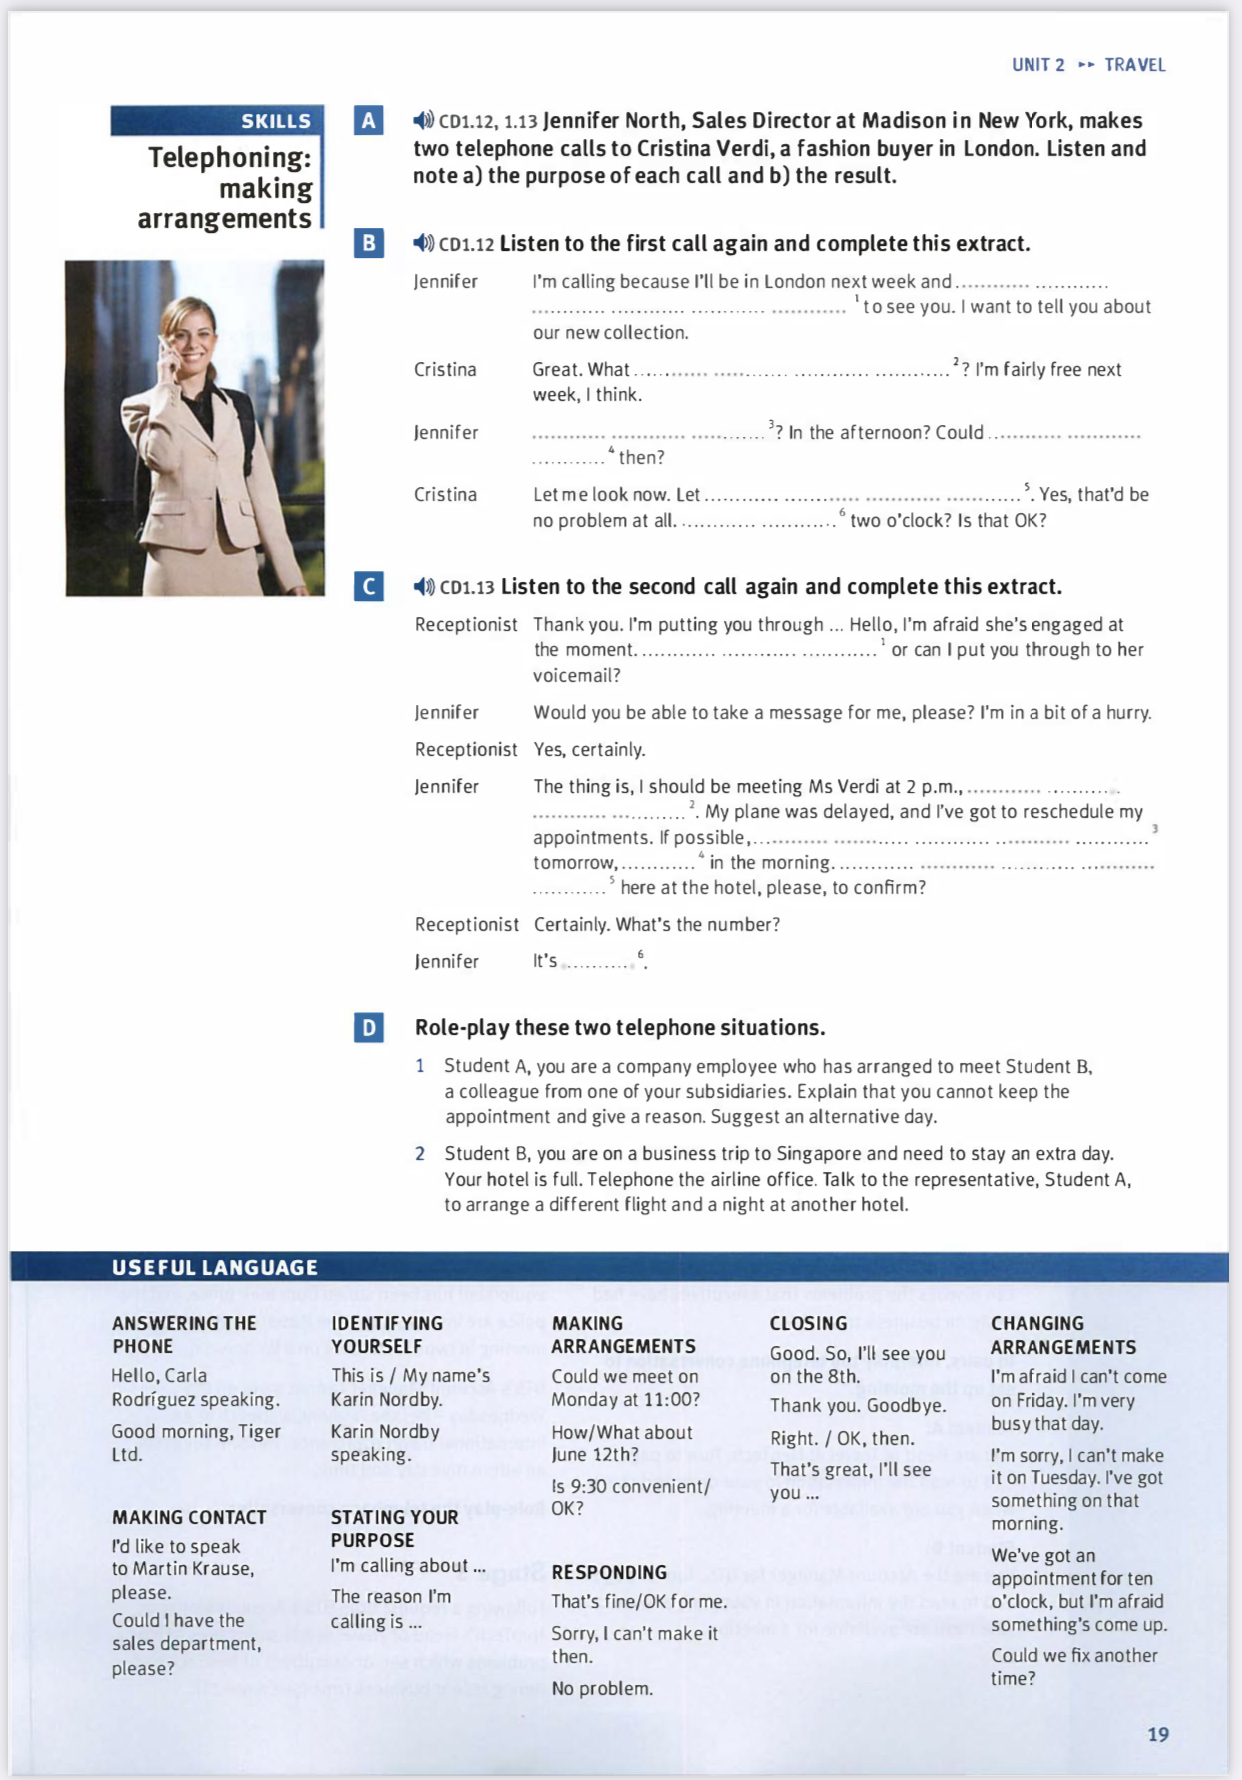 UNIT 2 ▸▸ TRAVEL
SKILLS
Telephoning:
making
arrangements
A CD1.12, 1.13 Jennifer North, Sales Director at Madison in New York, makes
two telephone calls to Cristina Verdi, a fashion buyer in London. Listen and
note a) the purpose of each call and b) the result.
B CD1.12 Listen to the first call again and complete this extract.
Jennifer I'm calling because I'll be in London next week and ............ ............
............ ............ ............ ............ 1 to see you. I want to tell you about
our new collection.
Cristina Great. What ............ ............ ............ ............ 2? I'm fairly free next
week, I think.
Jennifer ............ ............ ............ 3? In the afternoon? Could ............ ............
............ 4 then?
Cristina Let me look now. Let ............ ............ ............ ............ 5. Yes, that'd be
no problem at all. ............ ............ 6 two o'clock? Is that OK?
C CD1.13 Listen to the second call again and complete this extract.
Receptionist Thank you. I'm putting you through ... Hello, I'm afraid she's engaged at
the moment. ............ ............ ............ 1 or can I put you through to her
voicemail?
Jennifer Would you be able to take a message for me, please? I'm in a bit of a hurry.
Receptionist Yes, certainly.
Jennifer The thing is, I should be meeting Ms Verdi at 2 p.m., ............ ............
............ ............ 2. My plane was delayed, and I've got to reschedule my
appointments. If possible, ............ ............ ............ ............ ............ 3
tomorrow, ............ 4 in the morning. ............ ............ ............ ............
............ 5 here at the hotel, please, to confirm?
Receptionist Certainly. What's the number?
Jennifer It's ............ 6.
D Role-play these two telephone situations.
1 Student A, you are a company employee who has arranged to meet Student B,
a colleague from one of your subsidiaries. Explain that you cannot keep the
appointment and give a reason. Suggest an alternative day.
2 Student B, you are on a business trip to Singapore and need to stay an extra day.
Your hotel is full. Telephone the airline office. Talk to the representative, Student A,
to arrange a different flight and a night at another hotel.
USEFUL LANGUAGE
ANSWERING THE
PHONE
Hello, Carla
Rodríguez speaking.
Good morning, Tiger
Ltd.
MAKING CONTACT
I'd like to speak
to Martin Krause,
please.
Could I have the
sales department,
please?
IDENTIFYING
YOURSELF
This is / My name's
Karin Nordby.
Karin Nordby
speaking.
STATING YOUR
PURPOSE
I'm calling about ...
The reason I'm
calling is ...
MAKING
ARRANGEMENTS
Could we meet on
Monday at 11:00?
How/What about
June 12th?
Is 9:30 convenient/
OK?
RESPONDING
That's fine/OK for me.
Sorry, I can't make it
then.
No problem.
CLOSING
Good. So, I'll see you
on the 8th.
Thank you. Goodbye.
Right. / OK, then.
That's great, I'll see
you ...
CHANGING
ARRANGEMENTS
I'm afraid I can't come
on Friday. I'm very
busy that day.
I'm sorry, I can't make
it on Tuesday. I've got
something on that
morning.
We've got an
appointment for ten
o'clock, but I'm afraid
something's come up.
Could we fix another
time?
19